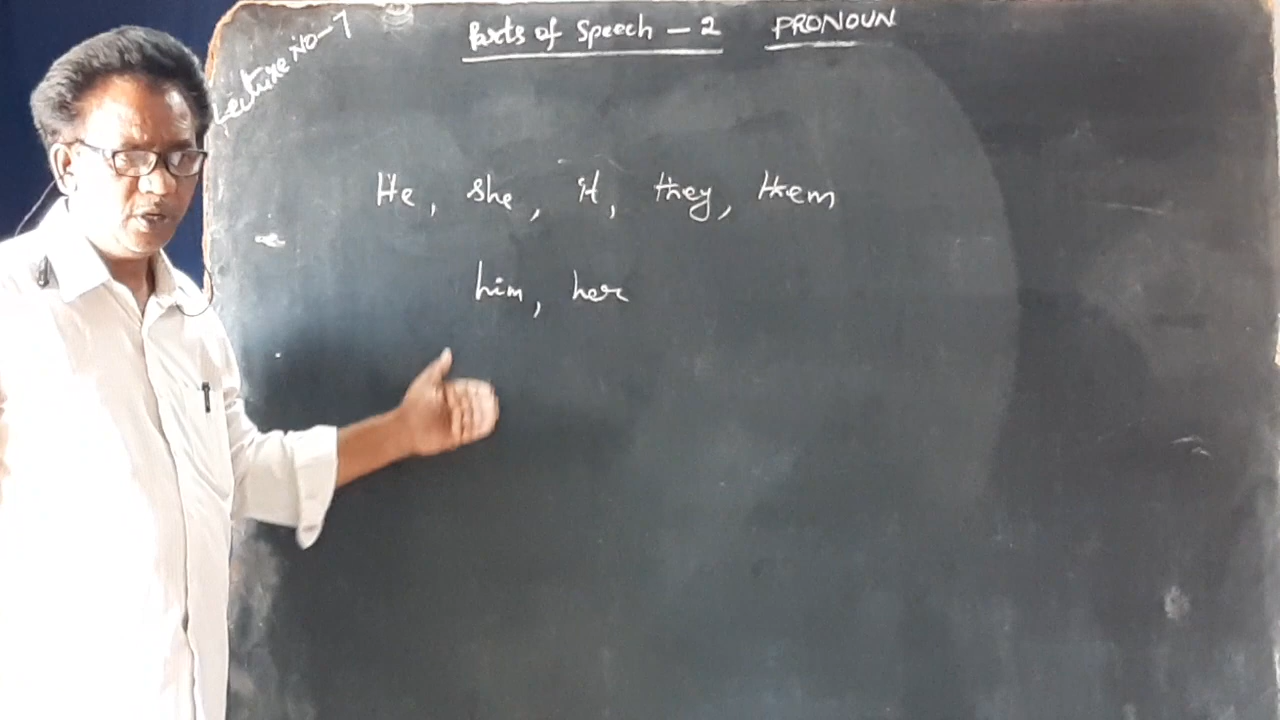 Lecture No-7
Parts of Speech - 2 PRONOUN
He, she, it, they, them
him, her